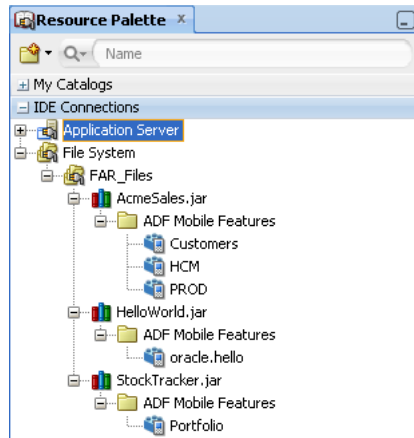 Resource Palette
Name
My Catalogs
IDE Connections
Application Server
File System
FAR_Files
AcmeSales.jar
ADF Mobile Features
Customers
HCM
PROD
HelloWorld.jar
ADF Mobile Features
oracle.hello
StockTracker.jar
ADF Mobile Features
Portfolio